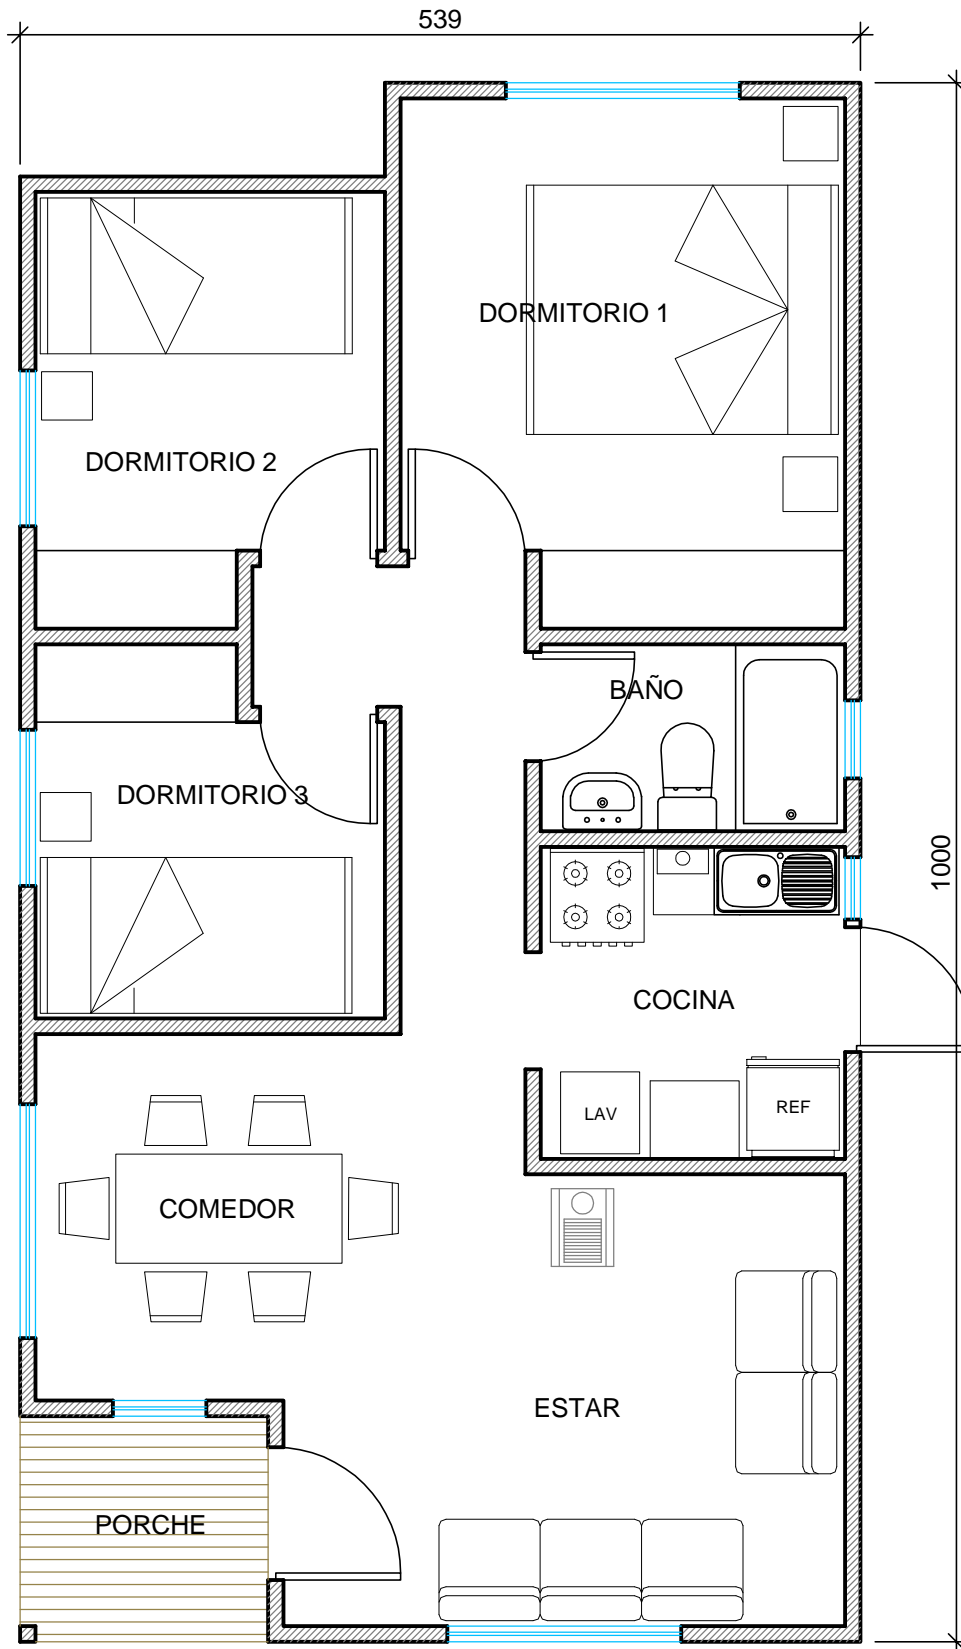 539
DORMITORIO 1
DORMITORIO 2
BAÑO
DORMITORIO 3
1000
COCINA
LAV
REF
COMEDOR
ESTAR
PORCHE